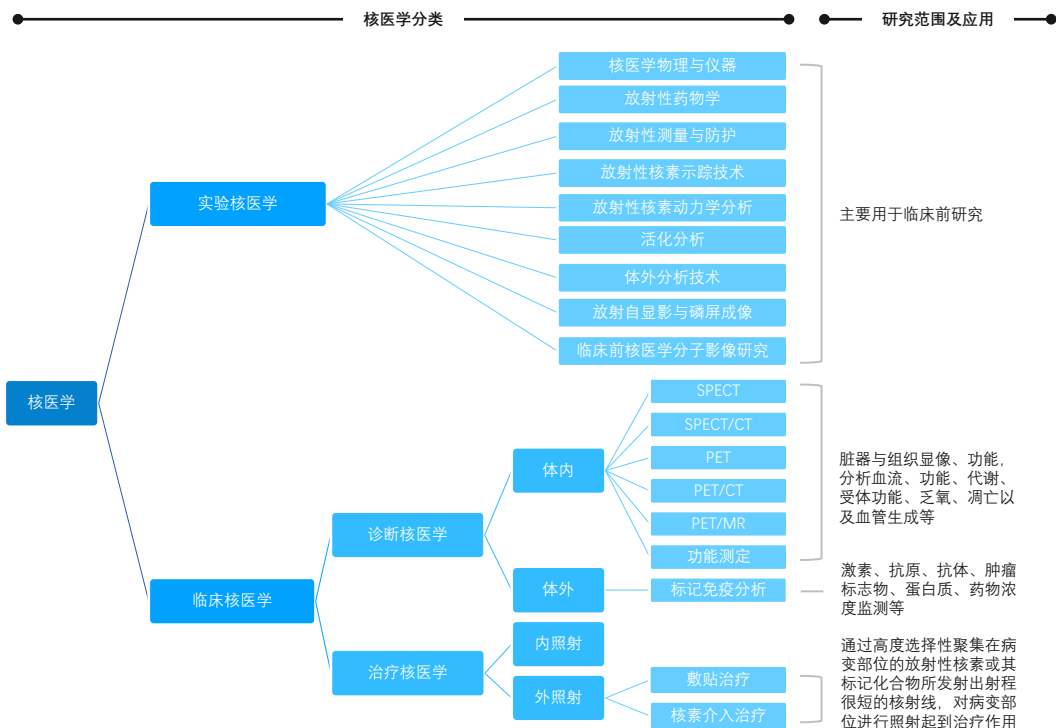 核医学分类
研究范围及应用
核医学物理与仪器
放射性药物学
放射性测量与防护
放射性核素示踪技术
放射性核素动力学分析
活化分析
体外分析技术
放射自显影与磷屏成像
临床前核医学分子影像研究
实验核医学
主要用于临床前研究
核医学
SPECT
SPECT/CT
PET
PET/CT
PET/MR
功能测定
体内
诊断核医学
脏器与组织显像、功能,
分析血流、功能、代谢、
受体功能、乏氧、凋亡以
及血管生成等
临床核医学
体外
标记免疫分析
激素、抗原、抗体、肿瘤
标志物、蛋白质、药物浓
度监测等
治疗核医学
内照射
外照射
敷贴治疗
核素介入治疗
通过高度选择性聚集在病
变部位的放射性核素或其
标记化合物所发射出射程
很短的核射线, 对病变部
位进行照射起到治疗作用